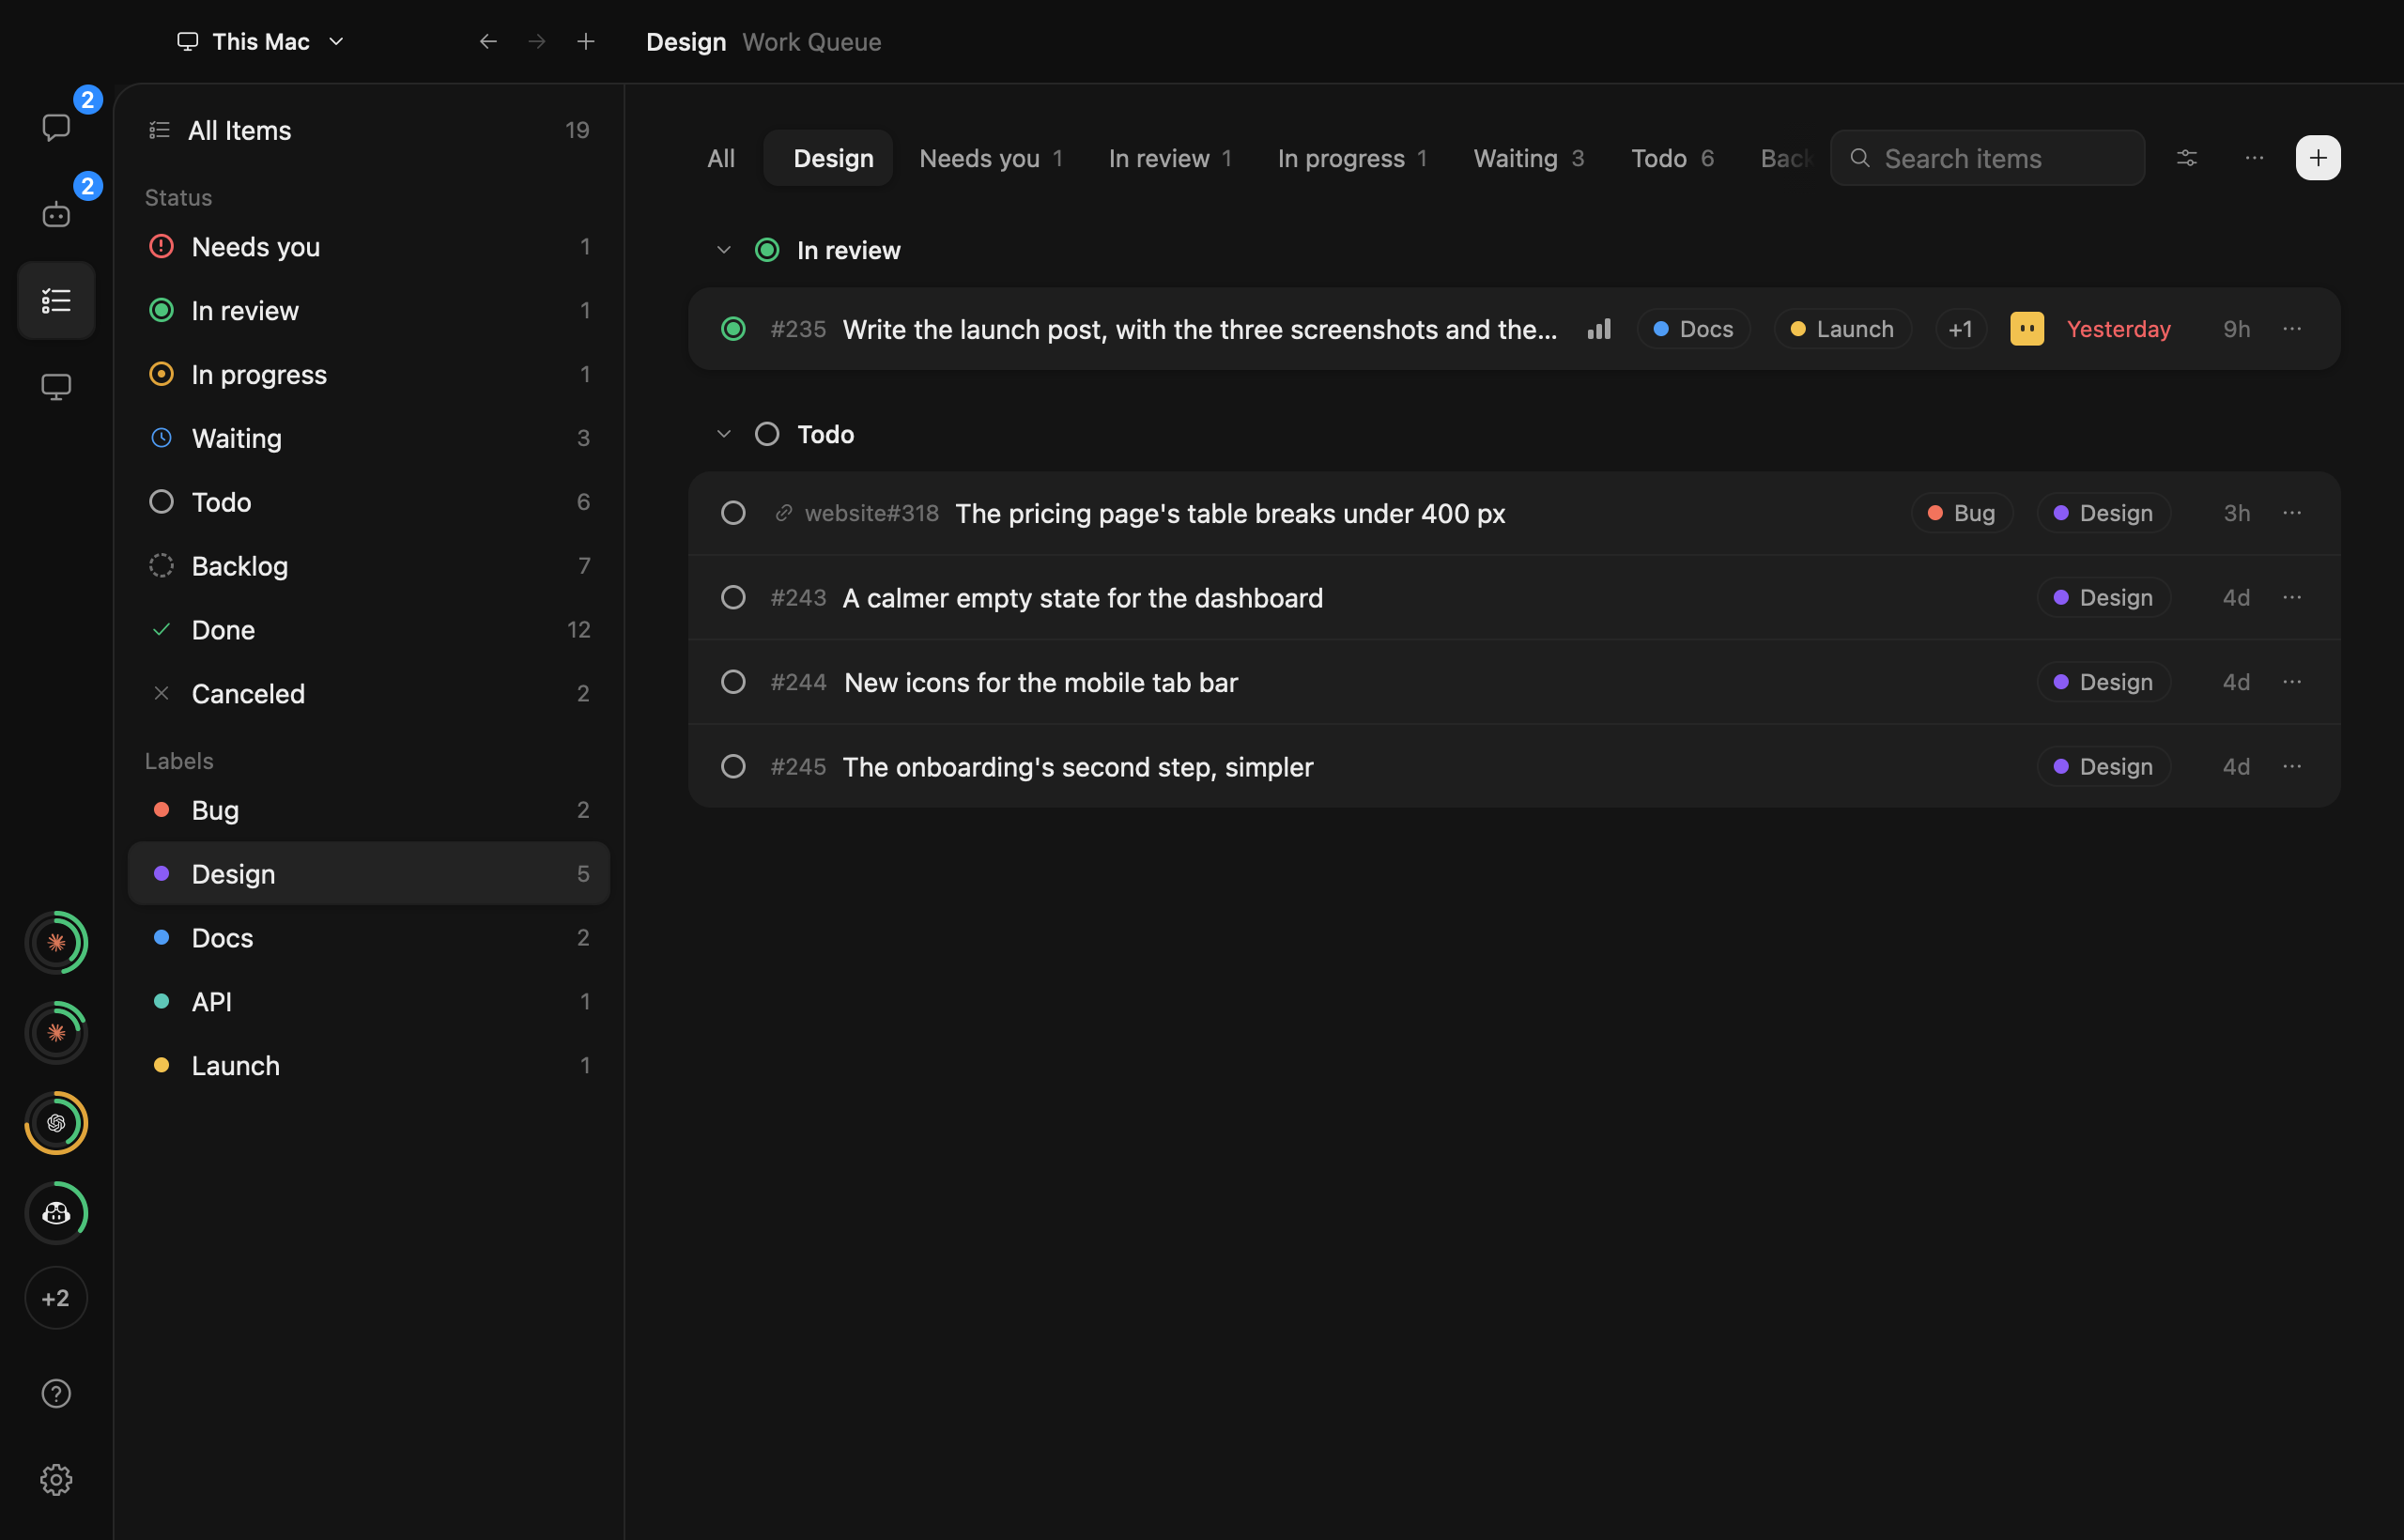 This Mac
Design Work Queue
2
2
All Items 19
Status
Needs you 1
In review 1
In progress 1
Waiting 3
Todo 6
Backlog 7
Done 12
Canceled 2
Labels
Bug 2
Design 5
Docs 2
API 1
Launch 1
+2
All Design Needs you 1 In review 1 In progress 1 Waiting 3 Todo 6 Back Search items
In review
#235 Write the launch post, with the three screenshots and the... Docs Launch +1 Yesterday 9h
Todo
website#318 The pricing page's table breaks under 400 px Bug Design 3h
#243 A calmer empty state for the dashboard Design 4d
#244 New icons for the mobile tab bar Design 4d
#245 The onboarding's second step, simpler Design 4d